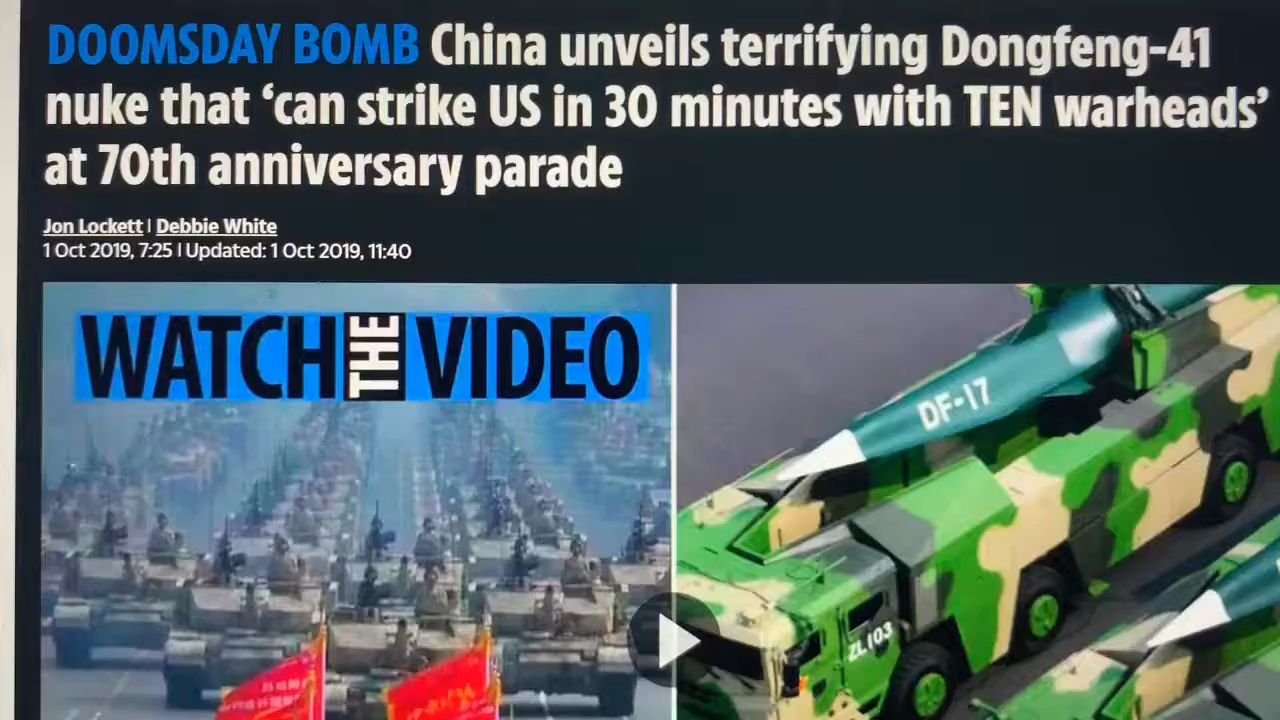 DOOMSDAY BOMB China unveils terrifying Dongfeng-41
nuke that ‘can strike US in 30 minutes with TEN warheads’
at 70th anniversary parade
Jon Lockett | Debbie White
1 Oct 2019, 7:25 | Updated: 1 Oct 2019, 11:40
WATCH THE VIDEO
DF-17
ZL103